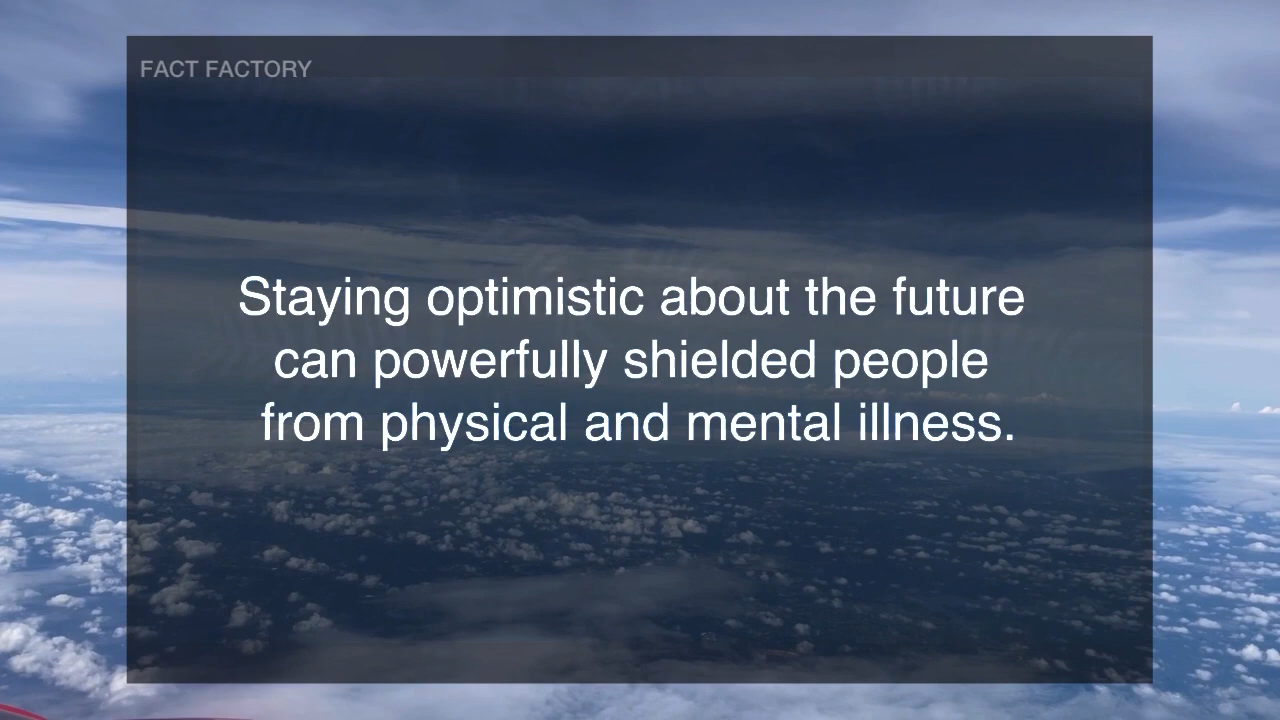 FACT FACTORY
Staying optimistic about the future
can powerfully shielded people
from physical and mental illness.